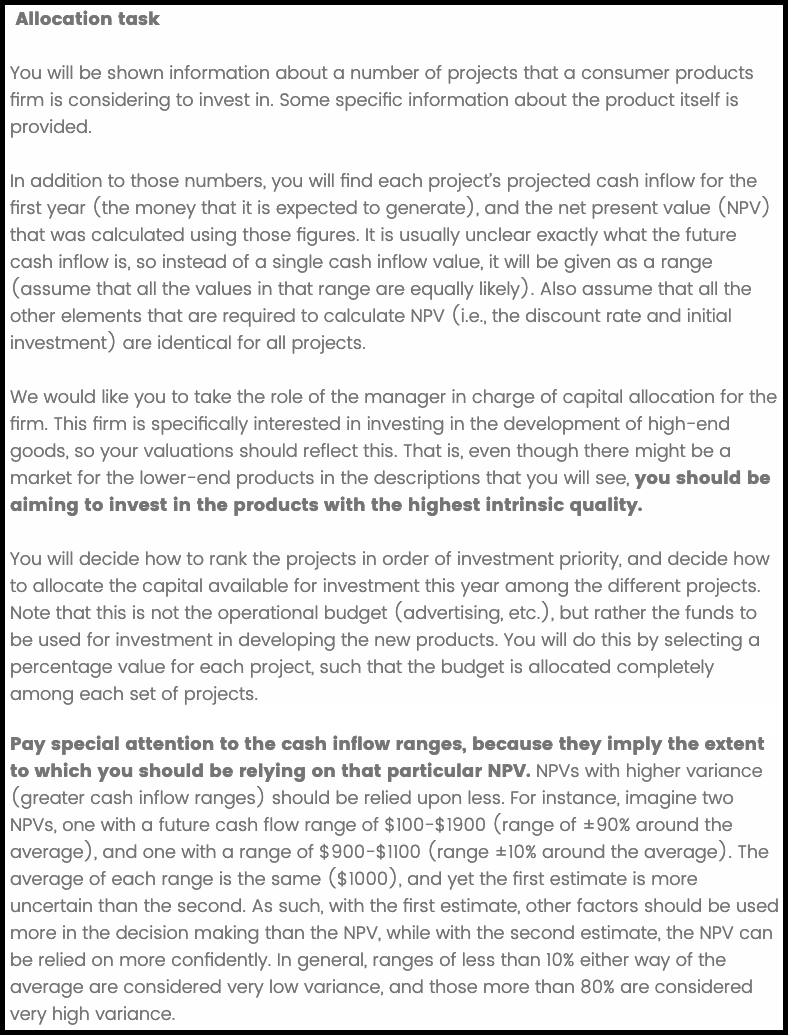 Allocation task
You will be shown information about a number of projects that a consumer products
firm is considering to invest in. Some specific information about the product itself is
provided.
In addition to those numbers, you will find each project's projected cash inflow for the
first year (the money that it is expected to generate), and the net present value (NPV)
that was calculated using those figures. It is usually unclear exactly what the future
cash inflow is, so instead of a single cash inflow value, it will be given as a range
(assume that all the values in that range are equally likely). Also assume that all the
other elements that are required to calculate NPV (i.e., the discount rate and initial
investment) are identical for all projects.
We would like you to take the role of the manager in charge of capital allocation for the
firm. This firm is specifically interested in investing in the development of high-end
goods, so your valuations should reflect this. That is, even though there might be a
market for the lower-end products in the descriptions that you will see, you should be
aiming to invest in the products with the highest intrinsic quality.
You will decide how to rank the projects in order of investment priority, and decide how
to allocate the capital available for investment this year among the different projects.
Note that this is not the operational budget (advertising, etc.), but rather the funds to
be used for investment in developing the new products. You will do this by selecting a
percentage value for each project, such that the budget is allocated completely
among each set of projects.
Pay special attention to the cash inflow ranges, because they imply the extent
to which you should be relying on that particular NPV. NPVs with higher variance
(greater cash inflow ranges) should be relied upon less. For instance, imagine two
NPVs, one with a future cash flow range of $100-$1900 (range of ±90% around the
average), and one with a range of $900-$1100 (range ±10% around the average). The
average of each range is the same ($1000), and yet the first estimate is more
uncertain than the second. As such, with the first estimate, other factors should be used
more in the decision making than the NPV, while with the second estimate, the NPV can
be relied on more confidently. In general, ranges of less than 10% either way of the
average are considered very low variance, and those more than 80% are considered
very high variance.